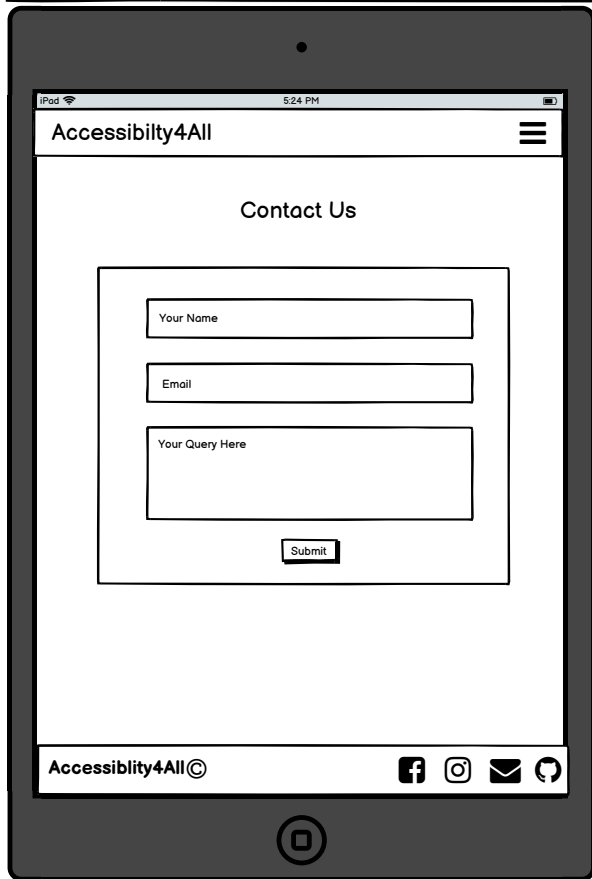 iPad 5:24 PM
Accessibilty4All
Contact Us
Your Name
Email
Your Query Here
Submit
Accessiblity4All©